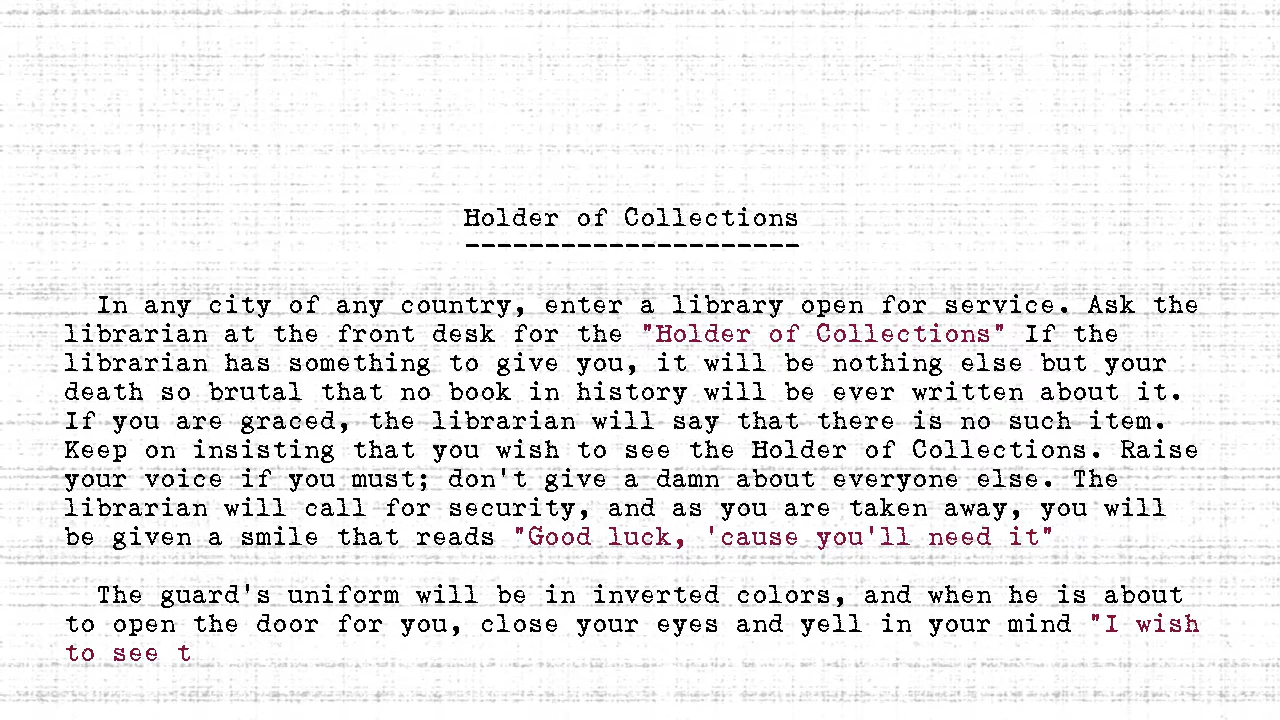 Holder of Collections
---------------------
In any city of any country, enter a library open for service. Ask the
librarian at the front desk for the "Holder of Collections" If the
librarian has something to give you, it will be nothing else but your
death so brutal that no book in history will be ever written about it.
If you are graced, the librarian will say that there is no such item.
Keep on insisting that you wish to see the Holder of Collections. Raise
your voice if you must; don't give a damn about everyone else. The
librarian will call for security, and as you are taken away, you will
be given a smile that reads "Good luck, 'cause you'll need it"
The guard's uniform will be in inverted colors, and when he is about
to open the door for you, close your eyes and yell in your mind "I wish
to see t